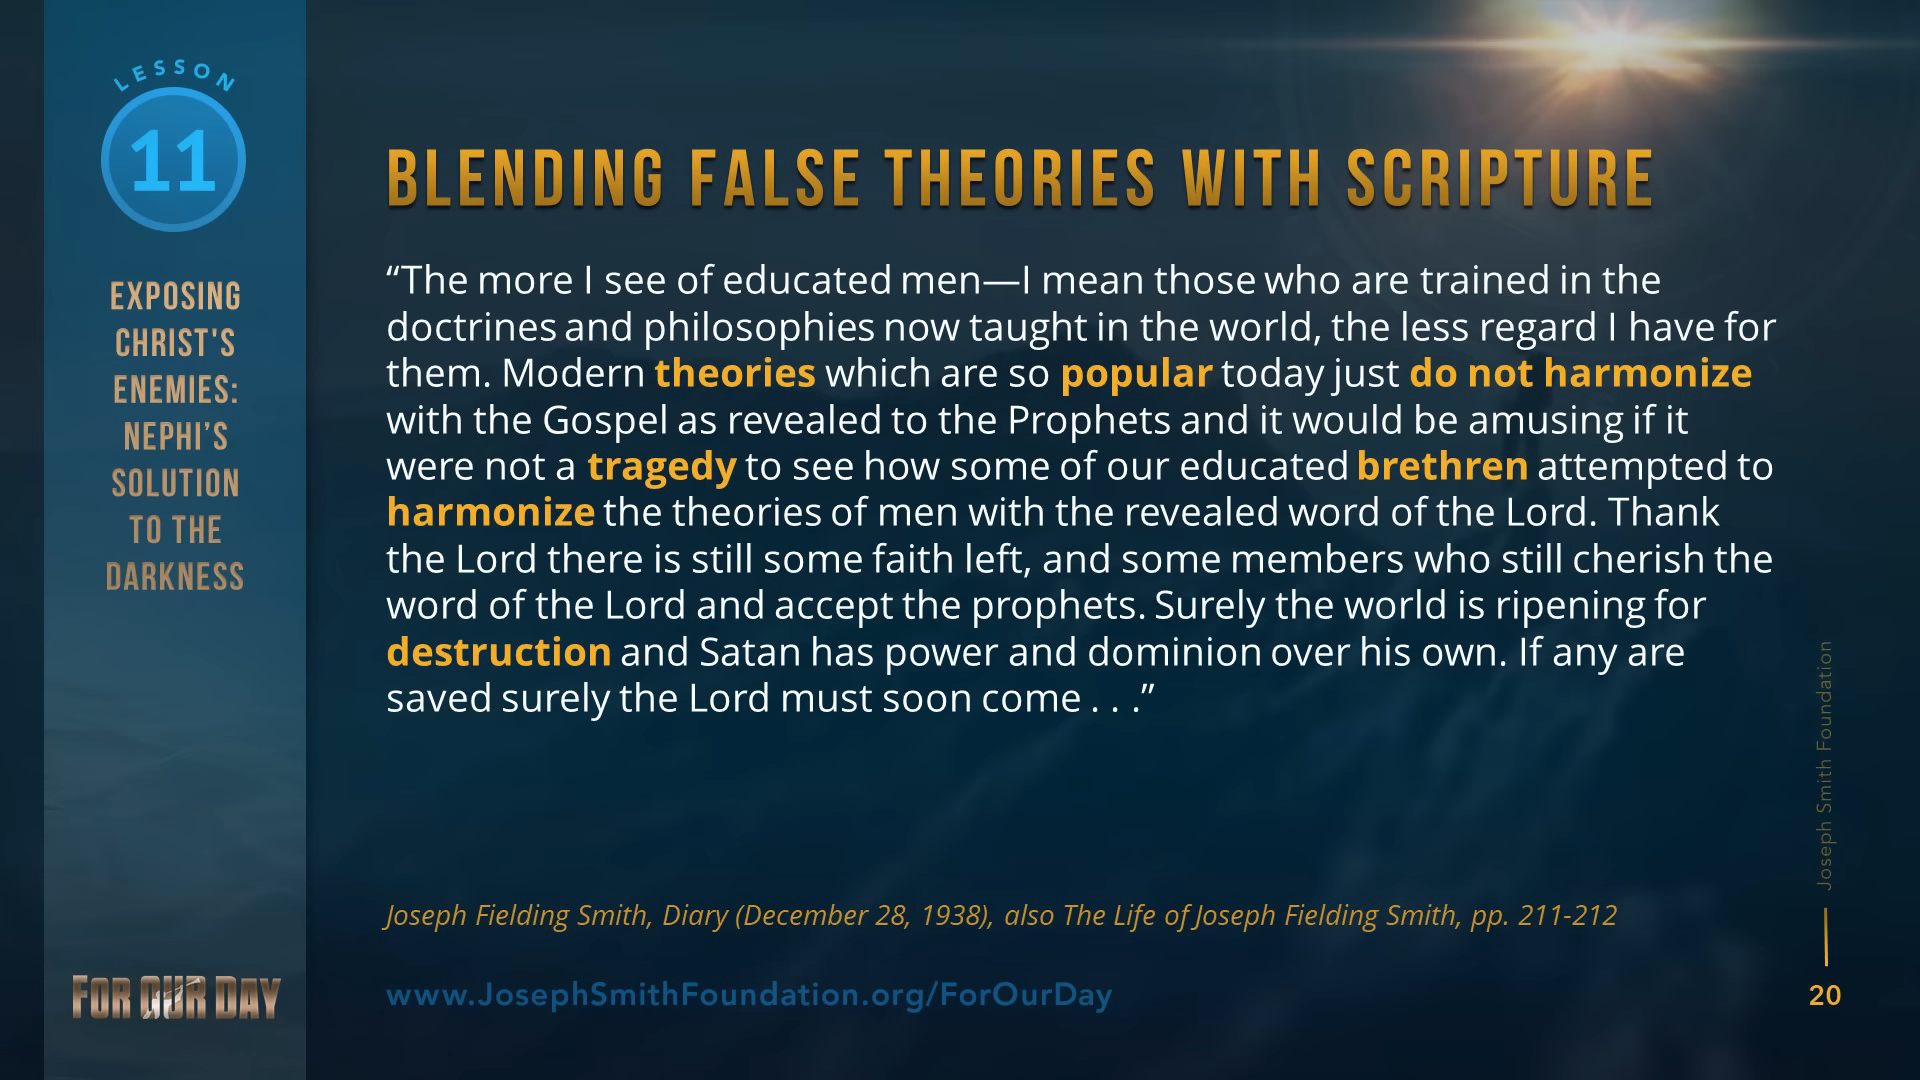 LESSON
11
EXPOSING
CHRIST'S
ENEMIES:
NEPHI’S
SOLUTION
TO THE
DARKNESS
FOR OUR DAY
BLENDING FALSE THEORIES WITH SCRIPTURE
“The more I see of educated men—I mean those who are trained in the
doctrines and philosophies now taught in the world, the less regard I have for
them. Modern theories which are so popular today just do not harmonize
with the Gospel as revealed to the Prophets and it would be amusing if it
were not a tragedy to see how some of our educated brethren attempted to
harmonize the theories of men with the revealed word of the Lord. Thank
the Lord there is still some faith left, and some members who still cherish the
word of the Lord and accept the prophets. Surely the world is ripening for
destruction and Satan has power and dominion over his own. If any are
saved surely the Lord must soon come . . .”
Joseph Fielding Smith, Diary (December 28, 1938), also The Life of Joseph Fielding Smith, pp. 211-212
www.JosephSmithFoundation.org/ForOurDay
Joseph Smith Foundation
20